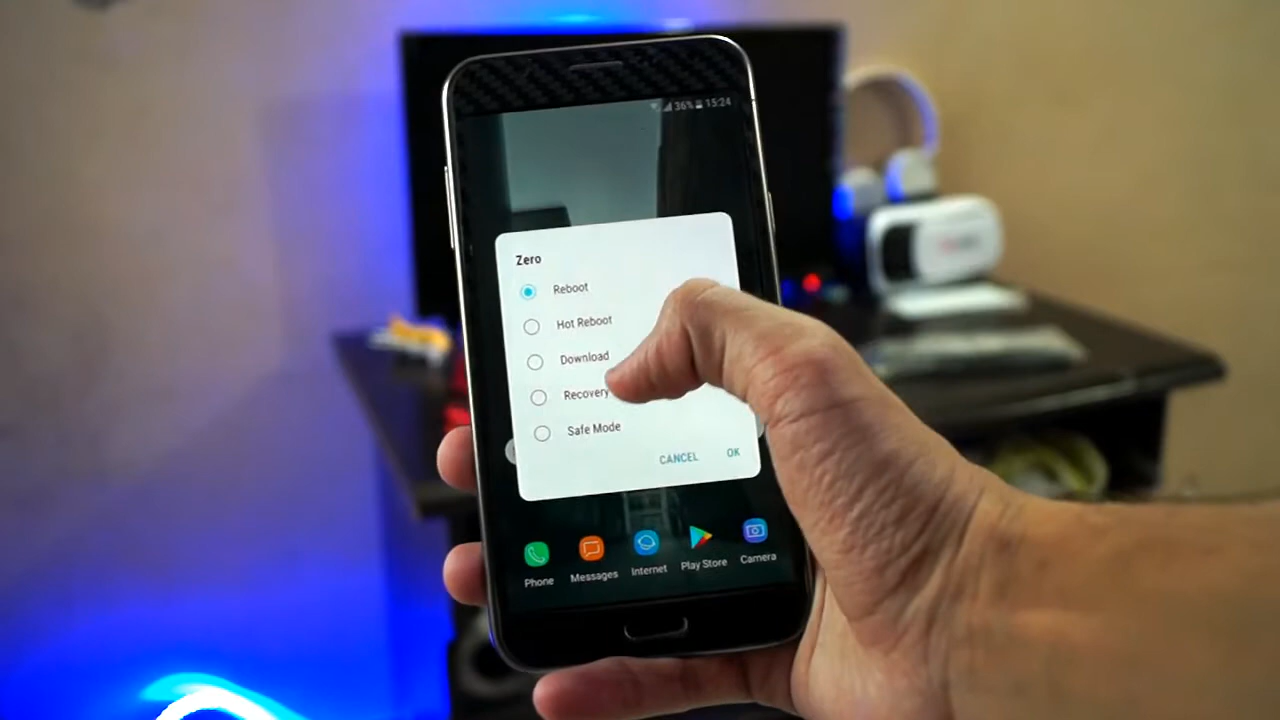 36% 15:24
Zero
Reboot
Hot Reboot
Download
Recovery
Safe Mode
CANCEL OK
Phone Messages Internet Play Store Camera